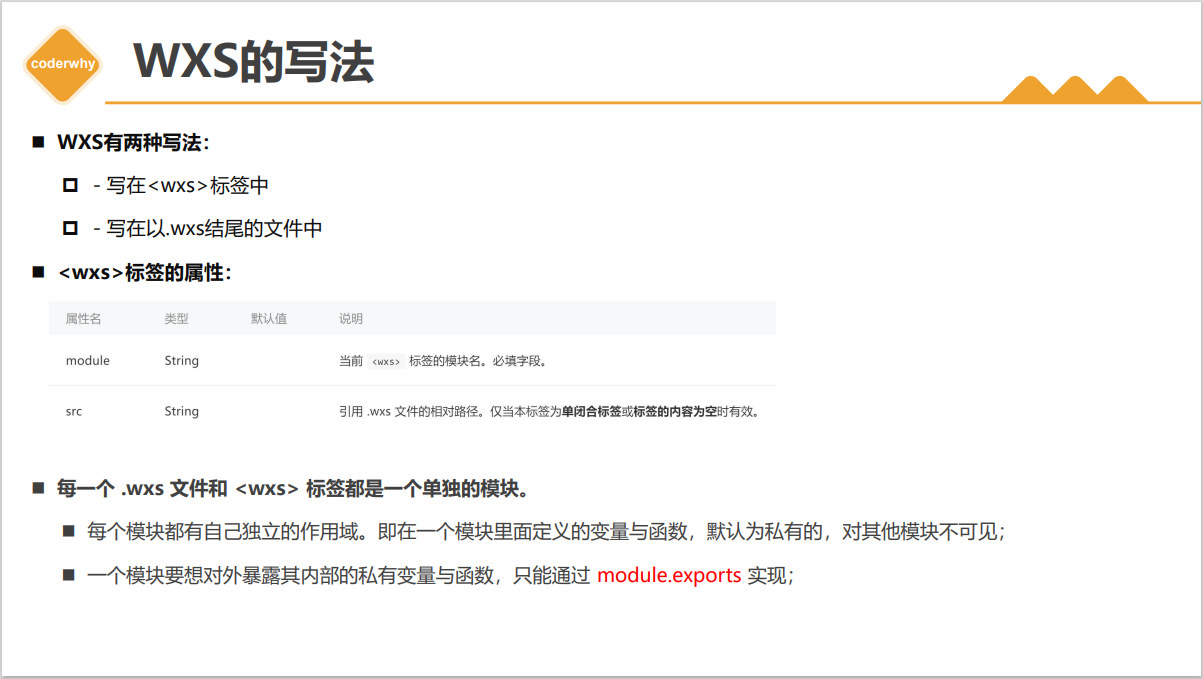 coderwhy
WXS的写法
WXS有两种写法：
- 写在<wxs>标签中
- 写在以.wxs结尾的文件中
<wxs>标签的属性：
属性名 类型 默认值 说明
module String 当前 <wxs> 标签的模块名。必填字段。
src String 引用 .wxs 文件的相对路径。仅当本标签为单闭合标签或标签的内容为空时有效。
每一个 .wxs 文件和 <wxs> 标签都是一个单独的模块。
每个模块都有自己独立的作用域。即在一个模块里面定义的变量与函数，默认为私有的，对其他模块不可见；
一个模块要想对外暴露其内部的私有变量与函数，只能通过 module.exports 实现；